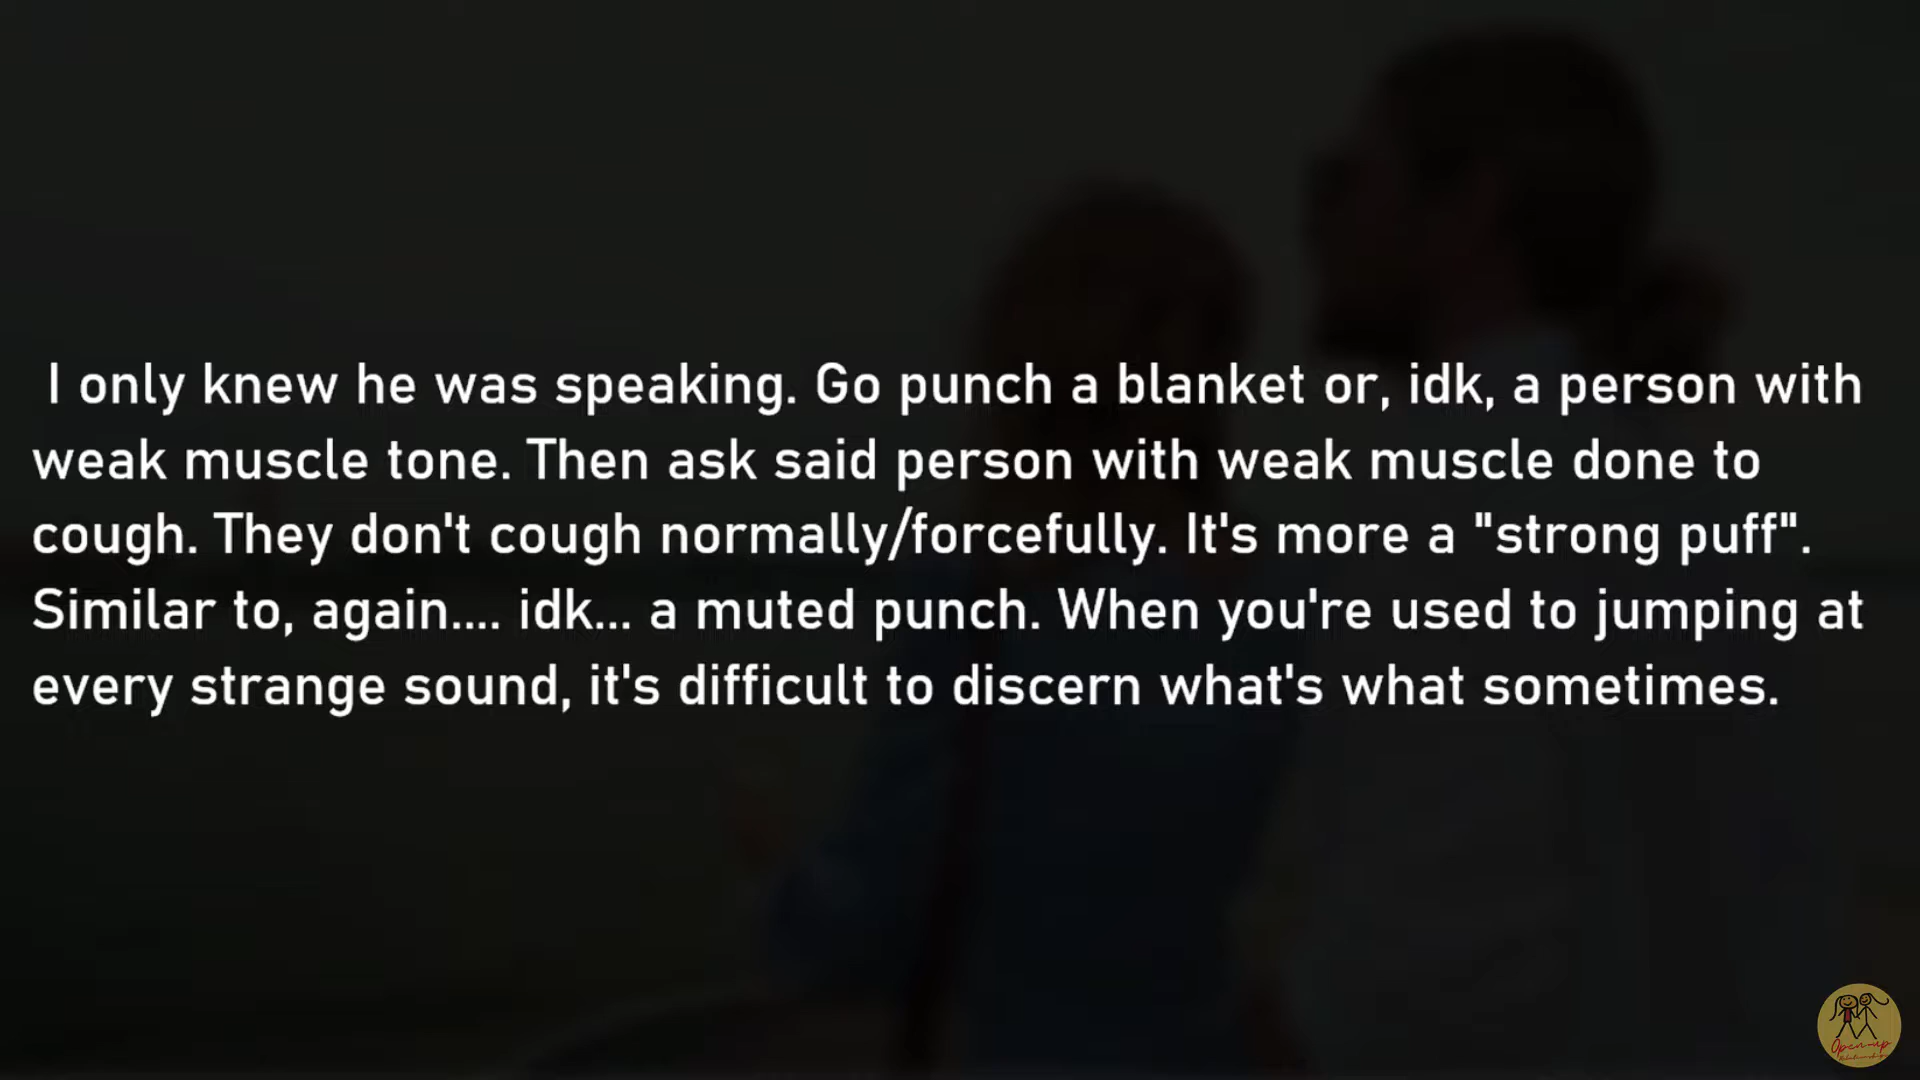 I only knew he was speaking. Go punch a blanket or, idk, a person with
weak muscle tone. Then ask said person with weak muscle done to
cough. They don't cough normally/forcefully. It's more a "strong puff".
Similar to, again.... idk... a muted punch. When you're used to jumping at
every strange sound, it's difficult to discern what's what sometimes.
Open-up